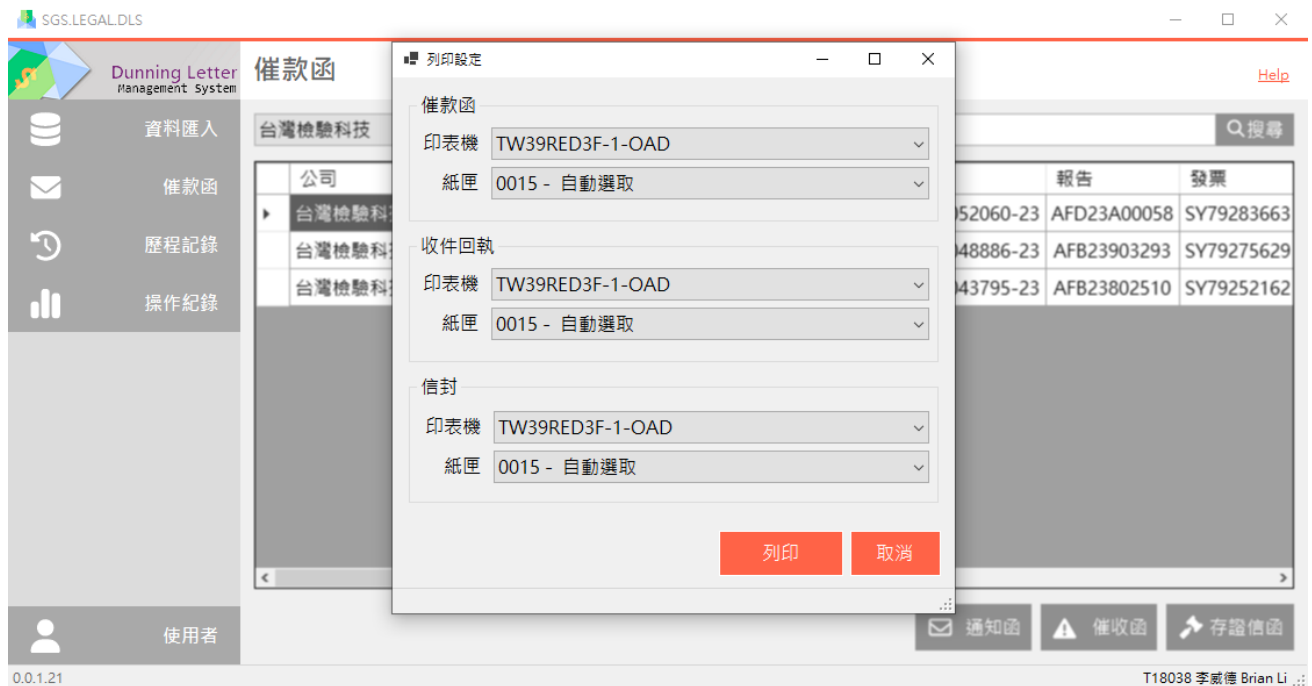 SGS.LEGAL.DLS
Dunning Letter
Management System
催款函
Help
資料匯入
催款函
歷程記錄
操作紀錄
使用者
台灣檢驗科技
搜尋
公司
報告
發票
台灣檢驗科
052060-23 AFD23A00058 SY79283663
台灣檢驗科
048886-23 AFB23903293 SY79275629
台灣檢驗科
043795-23 AFB23802510 SY79252162
列印設定
催款函
印表機 TW39RED3F-1-OAD
紙匣 0015 - 自動選取
收件回執
印表機 TW39RED3F-1-OAD
紙匣 0015 - 自動選取
信封
印表機 TW39RED3F-1-OAD
紙匣 0015 - 自動選取
列印
取消
通知函
催收函
存證信函
0.0.1.21
T18038 李威德 Brian Li